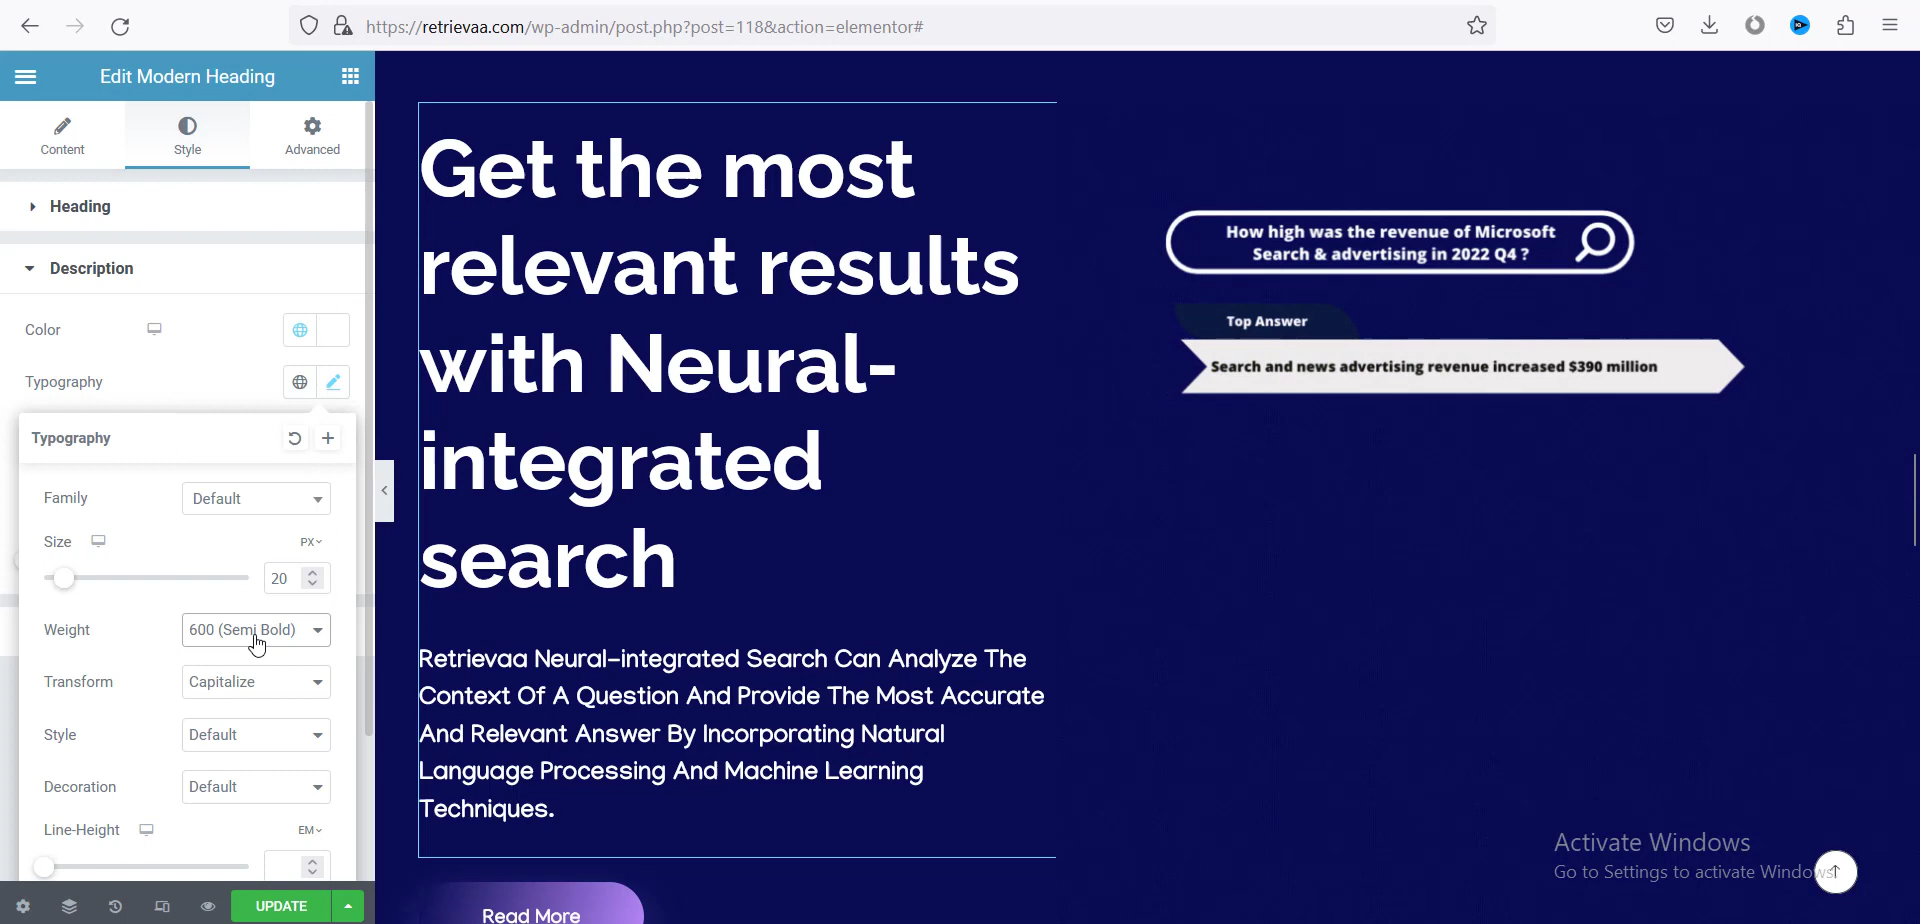 https://retrievaa.com/wp-admin/post.php?post=118&action=elementor#
Edit Modern Heading
Content
Style
Advanced
Heading
Description
Color
Typography
Typography
Family
Default
Size
PX
20
Weight
600 (Semi Bold)
Transform
Capitalize
Style
Default
Decoration
Default
Line-Height
EM
UPDATE
Get the most
relevant results
with Neural-
integrated
search
Retrievaa Neural-integrated Search Can Analyze The
Context Of A Question And Provide The Most Accurate
And Relevant Answer By Incorporating Natural
Language Processing And Machine Learning
Techniques.
Read More
How high was the revenue of Microsoft
Search & advertising in 2022 Q4 ?
Top Answer
Search and news advertising revenue increased $390 million
Activate Windows
Go to Settings to activate Windows.